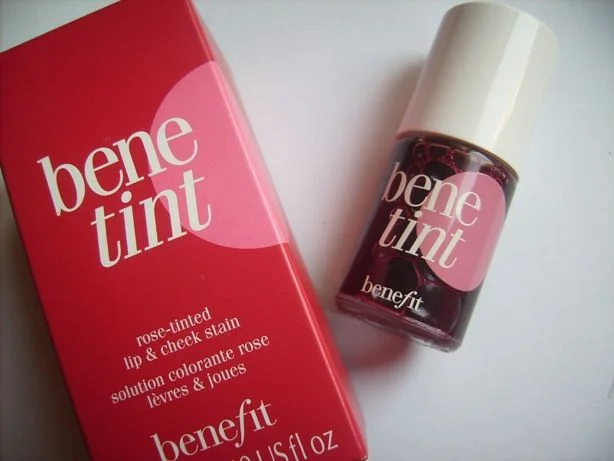 bene
tint
rose-tinted
lip & cheek stain
solution colorante rose
lèvres & joues
benefit
US fl oz
bene
tint
benefit